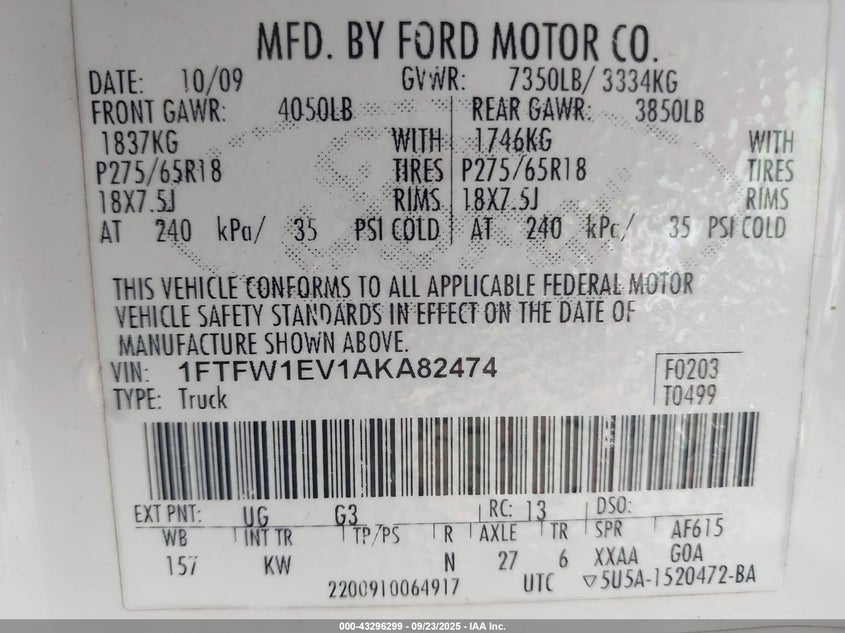 MFD. BY FORD MOTOR CO.
DATE: 10/09 GVWR: 7350LB/ 3334KG
FRONT GAWR: 4050LB REAR GAWR: 3850LB
1837KG WITH 1746KG WITH
P275/65R18 TIRES P275/65R18 TIRES
18X7.5J RIMS 18X7.5J RIMS
AT 240 kPa/ 35 PSI COLD AT 240 kPa/ 35 PSI COLD
THIS VEHICLE CONFORMS TO ALL APPLICABLE FEDERAL MOTOR
VEHICLE SAFETY STANDARDS IN EFFECT ON THE DATE OF
MANUFACTURE SHOWN ABOVE.
VIN: 1FTFW1EV1AKA82474 F0203
TYPE: Truck T0499
EXT PNT: UG G3 RC: 13 DSO:
WB INT TR TP/PS R AXLE TR SPR AF615
157 KW N 27 6 XXAA GOA
2200910064917 UTC ▽5U5A-1520472-BA
000-43296299 - 09/23/2025 - IAA Inc.